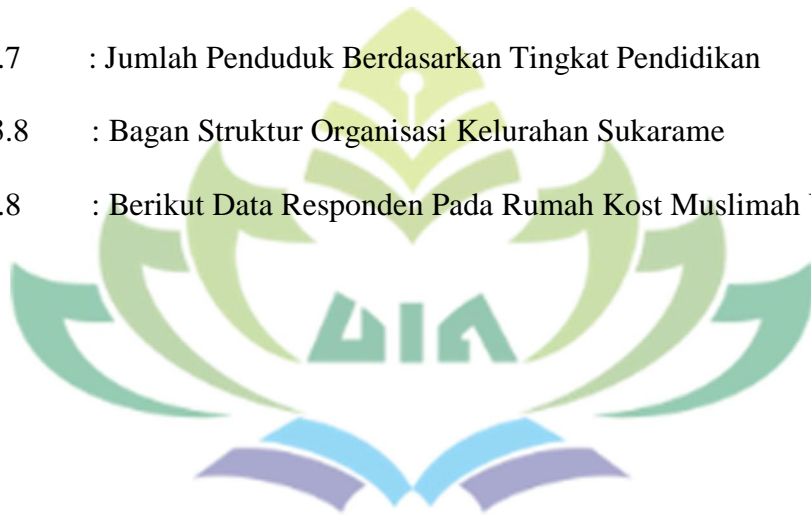 .7 : Jumlah Penduduk Berdasarkan Tingkat Pendidikan
3.8 : Bagan Struktur Organisasi Kelurahan Sukarame
.8 : Berikut Data Responden Pada Rumah Kost Muslimah
UIN